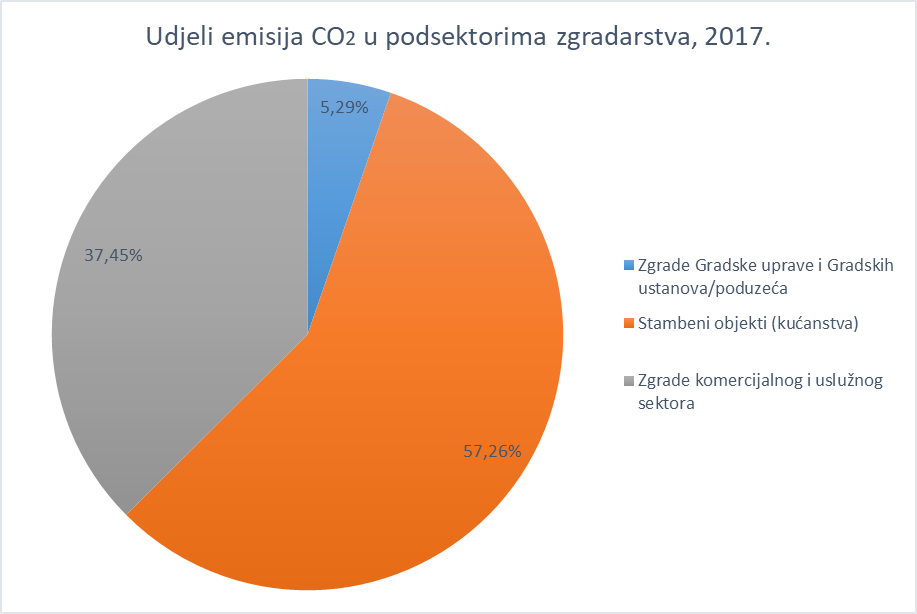 Udjeli emisija CO2 u podsektorima zgradarstva, 2017.
5,29%
37,45%
57,26%
Zgrade Gradske uprave i Gradskih
ustanova/poduzeća
Stambeni objekti (kućanstva)
Zgrade komercijalnog i uslužnog
sektora